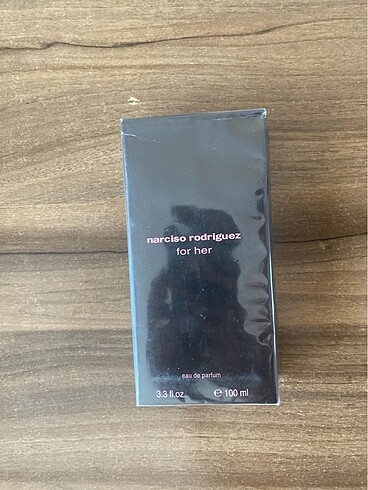 narciso rodriguez
for her
eau de parfum
3.3 fl.oz. ℮ 100 ml